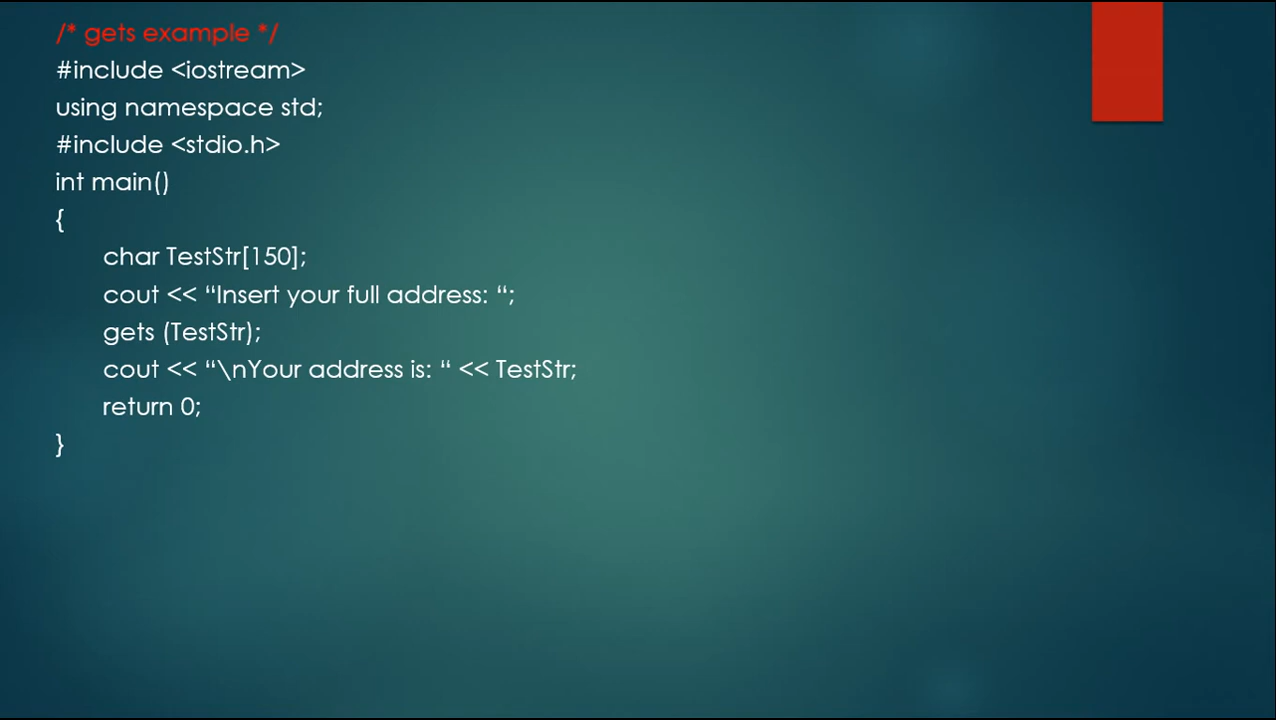 /* gets example */
#include <iostream>
using namespace std;
#include <stdio.h>
int main()
{
char TestStr[150];
cout << “Insert your full address: “;
gets (TestStr);
cout << “\nYour address is: “ << TestStr;
return 0;
}